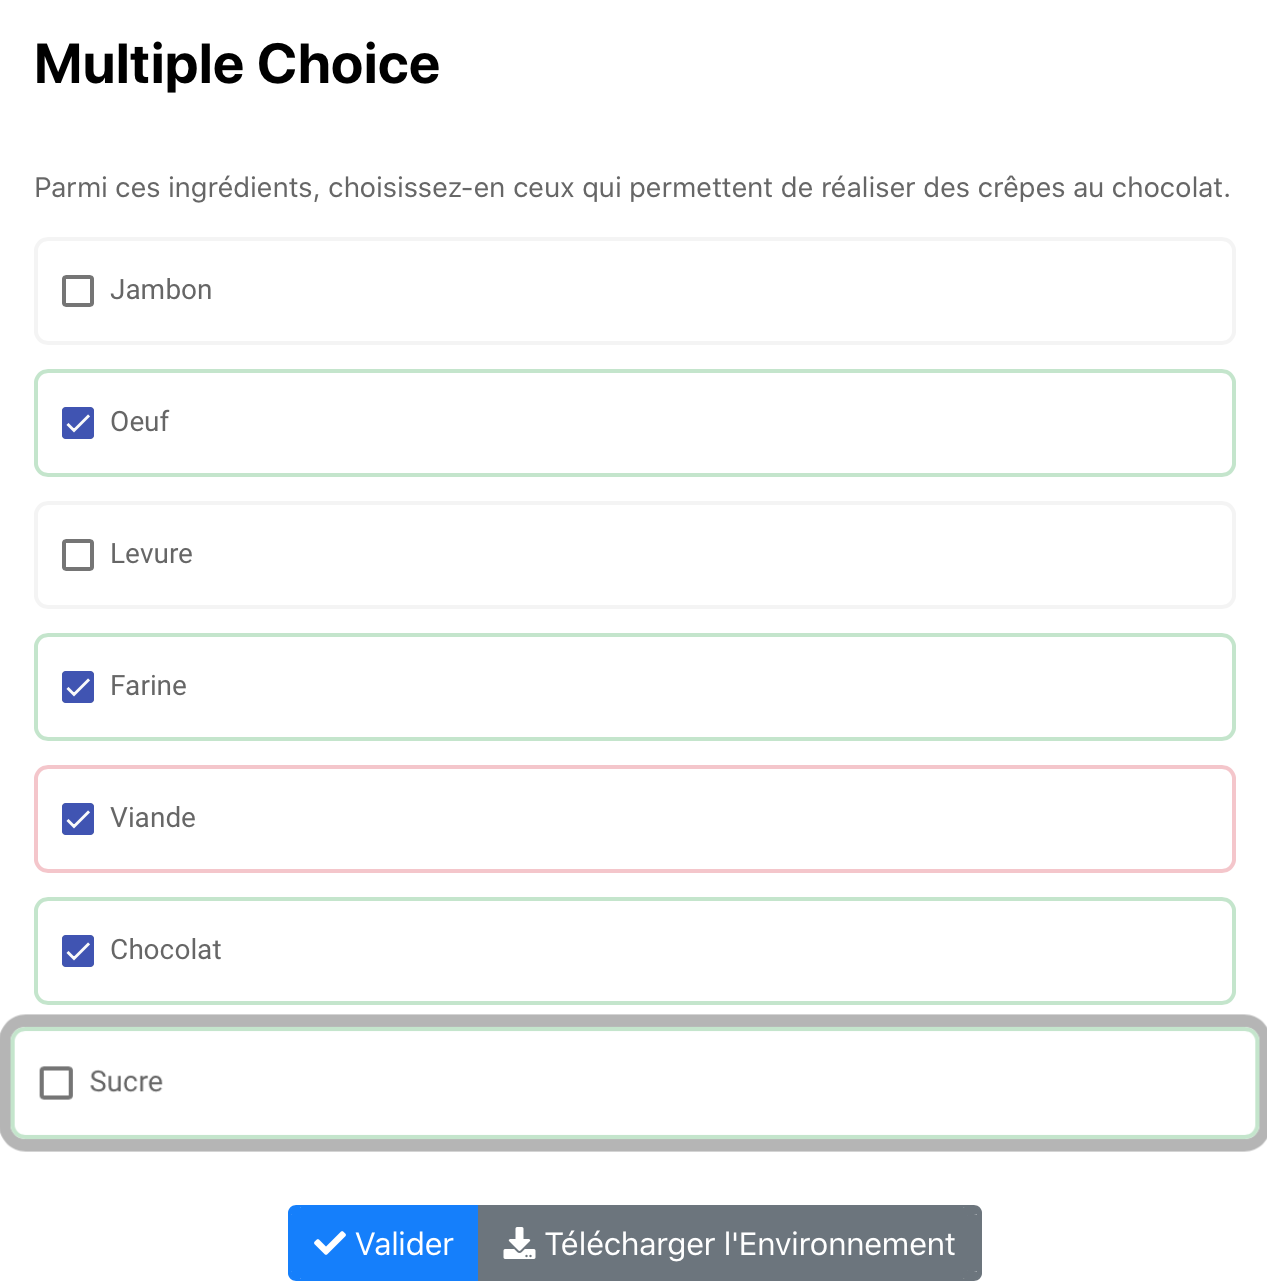 Multiple Choice
Parmi ces ingrédients, choisissez-en ceux qui permettent de réaliser des crêpes au chocolat.
Jambon
Oeuf
Levure
Farine
Viande
Chocolat
Sucre
Valider Télécharger l'Environnement